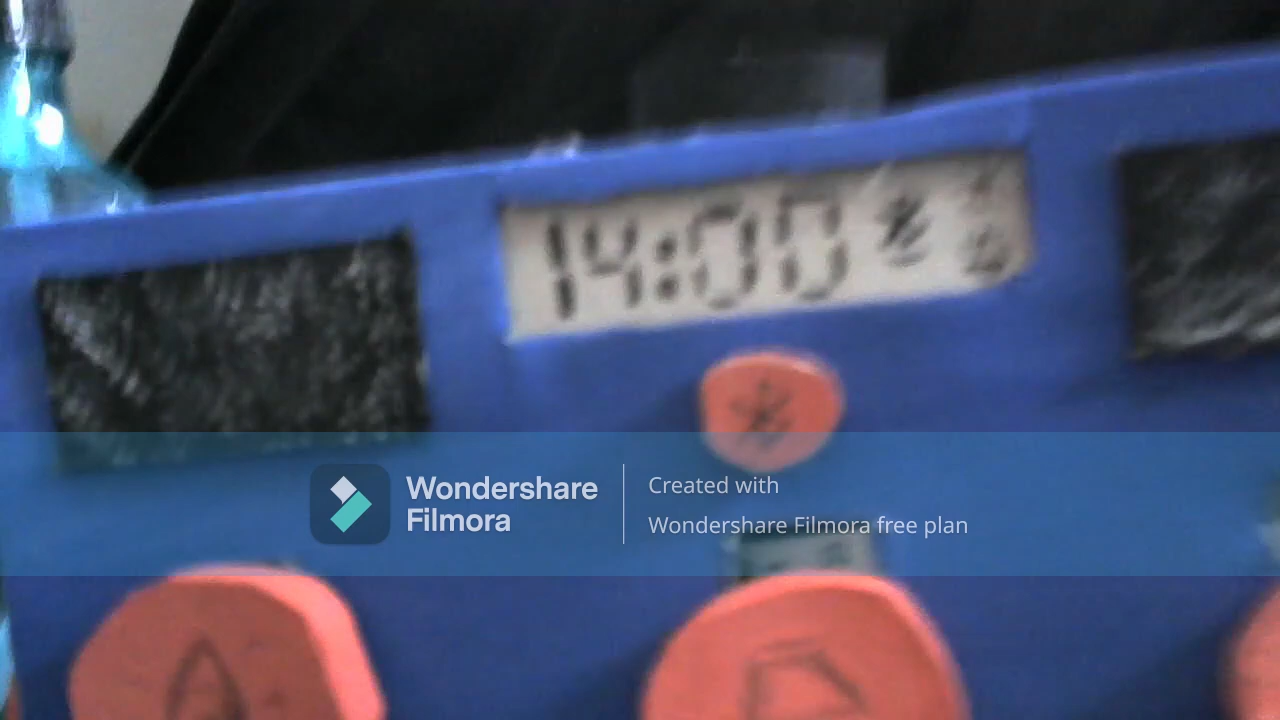 14:00
Wondershare
Filmora
Created with
Wondershare Filmora free plan